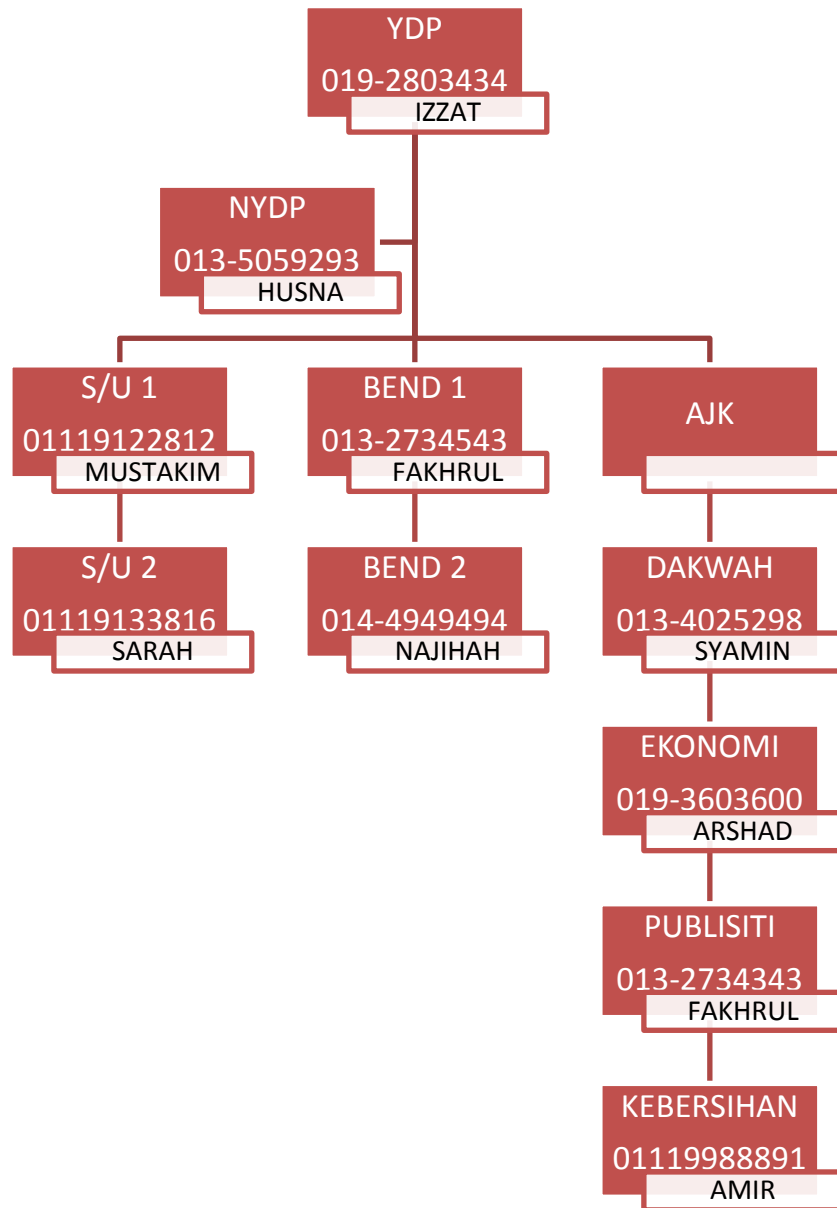 YDP
019-2803434
IZZAT
NYDP
013-5059293
HUSNA
S/U 1
01119122812
MUSTAKIM
BEND 1
013-2734543
FAKHRUL
AJK
S/U 2
01119133816
SARAH
BEND 2
014-4949494
NAJIHAH
DAKWAH
013-4025298
SYAMIN
EKONOMI
019-3603600
ARSHAD
PUBLISITI
013-2734343
FAKHRUL
KEBERSIHAN
01119988891
AMIR